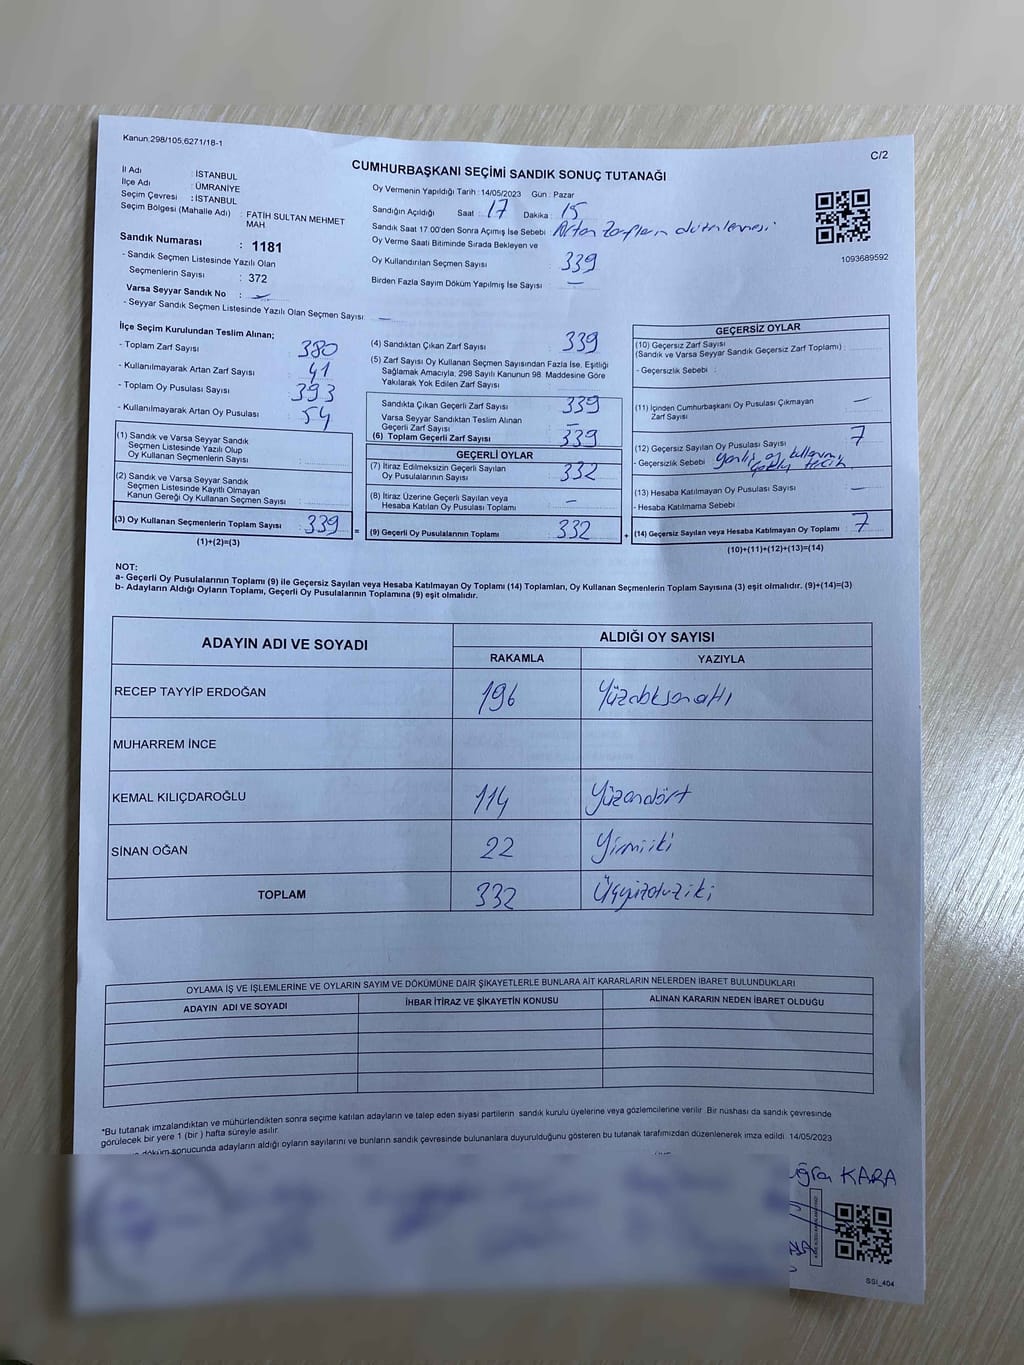 Kanun 298/105,6271/18-1
C/2
CUMHURBAŞKANI SEÇİMİ SANDIK SONUÇ TUTANAĞI
İl Adı : İSTANBUL
İlçe Adı : ÜMRANİYE
Seçim Çevresi : İSTANBUL
Seçim Bölgesi (Mahalle Adı) : FATİH SULTAN MEHMET
MAH
Sandık Numarası : 1181
- Sandık Seçmen Listesinde Yazılı Olan
Seçmenlerin Sayısı : 372
Varsa Seyyar Sandık No : —
- Seyyar Sandık Seçmen Listesinde Yazılı Olan Seçmen Sayısı: —
Oy Vermenin Yapıldığı Tarih : 14/05/2023 Gün : Pazar
Sandığın Açıldığı Saat : 17 Dakika : 15
Sandık Saat 17.00'den Sonra Açımış İse Sebebi : Artan Zarfların düzenlemesi
Oy Verme Saati Bitiminde Sırada Bekleyen ve
Oy Kullandırılan Seçmen Sayısı 339
Birden Fazla Sayım Döküm Yapılmış İse Sayısı : —
1093689592
İlçe Seçim Kurulundan Teslim Alınan;
- Toplam Zarf Sayısı : 380
- Kullanılmayarak Artan Zarf Sayısı : 41
- Toplam Oy Pusulası Sayısı : 393
- Kullanılmayarak Artan Oy Pusulası : 54
(1) Sandık ve Varsa Seyyar Sandık
Seçmen Listesinde Yazılı Olup
Oy Kullanan Seçmenlerin Sayısı :
(2) Sandık ve Varsa Seyyar Sandık
Seçmen Listesinde Kayıtlı Olmayan
Kanun Gereği Oy Kullanan Seçmen Sayısı :
(3) Oy Kullanan Seçmenlerin Toplam Sayısı : 339 =
(1)+(2)=(3)
(4) Sandıktan Çıkan Zarf Sayısı : 339
(5) Zarf Sayısı Oy Kullanan Seçmen Sayısından Fazla İse, Eşitliği
Sağlamak Amacıyla; 298 Sayılı Kanunun 98. Maddesine Göre
Yakılarak Yok Edilen Zarf Sayısı :
Sandıkta Çıkan Geçerli Zarf Sayısı : 339
Varsa Seyyar Sandıktan Teslim Alınan
Geçerli Zarf Sayısı : —
(6) Toplam Geçerli Zarf Sayısı : 339
GEÇERLİ OYLAR
(7) İtiraz Edilmeksizin Geçerli Sayılan
Oy Pusulalarının Sayısı : 332
(8) İtiraz Üzerine Geçerli Sayılan veya
Hesaba Katılan Oy Pusulası Toplamı : —
(9) Geçerli Oy Pusulalarının Toplamı : 332 +
GEÇERSİZ OYLAR
(10) Geçersiz Zarf Sayısı
(Sandık ve Varsa Seyyar Sandık Geçersiz Zarf Toplamı) :
- Geçersizlik Sebebi :
(11) İçinden Cumhurbaşkanı Oy Pusulası Çıkmayan
Zarf Sayısı : —
(12) Geçersiz Sayılan Oy Pusulası Sayısı : 7
- Geçersizlik Sebebi
(13) Hesaba Katılmayan Oy Pusulası Sayısı : —
- Hesaba Katılmama Sebebi
(14) Geçersiz Sayılan veya Hesaba Katılmayan Oy Toplamı : 7
(10)+(11)+(12)+(13)=(14)
NOT:
a- Geçerli Oy Pusulalarının Toplamı (9) ile Geçersiz Sayılan veya Hesaba Katılmayan Oy Toplamı (14) Toplamları, Oy Kullanan Seçmenlerin Toplam Sayısına (3) eşit olmalıdır. (9)+(14)=(3)
b- Adayların Aldığı Oyların Toplamı, Geçerli Oy Pusulalarının Toplamına (9) eşit olmalıdır.
ADAYIN ADI VE SOYADI ALDIĞI OY SAYISI
RAKAMLA YAZIYLA
RECEP TAYYİP ERDOĞAN 196 Yüzdoksanaltı
MUHARREM İNCE
KEMAL KILIÇDAROĞLU 114 Yüzondört
SİNAN OĞAN 22 Yirmiiki
TOPLAM 332 Üçyüzotuziki
OYLAMA İŞ VE İŞLEMLERİNE VE OYLARIN SAYIM VE DÖKÜMÜNE DAİR ŞİKAYETLERLE BUNLARA AİT KARARLARIN NELERDEN İBARET BULUNDUKLARI
ADAYIN ADI VE SOYADI İHBAR İTİRAZ VE ŞİKAYETİN KONUSU ALINAN KARARIN NEDEN İBARET OLDUĞU
*Bu tutanak imzalandıktan ve mühürlendikten sonra seçime katılan adayların ve talep eden siyasi partilerin sandık kurulu üyelerine veya gözlemcilerine verilir. Bir nüshası da sandık çevresinde
görülecek bir yere 1 (bir ) hafta süreyle asılır.
döküm sonucunda adayların aldığı oyların sayılarını ve bunların sandık çevresinde bulunanlara duyurulduğunu gösteren bu tutanak tarafımızdan düzenlenerek imza edildi 14/05/2023
KARA
SSI_404